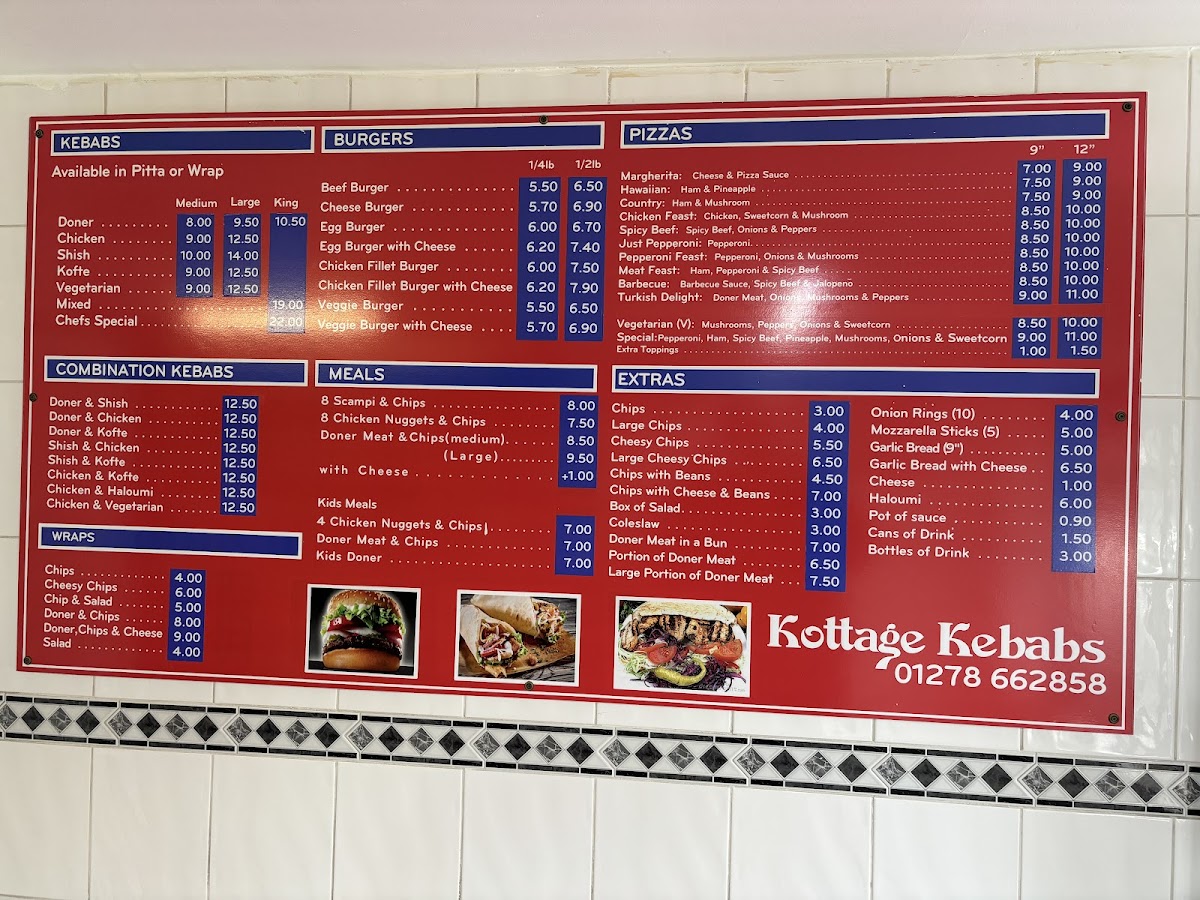 KEBABS
Available in Pitta or Wrap
Medium Large King
Doner 8.00 9.50 10.50
Chicken 9.00 12.50
Shish 10.00 14.00
Kofte 9.00 12.50
Vegetarian 9.00 12.50
Mixed 19.00
Chefs Special 22.00
BURGERS
1/4lb 1/2lb
Beef Burger 5.50 6.50
Cheese Burger 5.70 6.90
Egg Burger 6.00 6.70
Egg Burger with Cheese 6.20 7.40
Chicken Fillet Burger 6.00 7.50
Chicken Fillet Burger with Cheese 6.20 7.90
Veggie Burger 5.50 6.50
Veggie Burger with Cheese 5.70 6.90
PIZZAS
9" 12"
Margherita: Cheese & Pizza Sauce 7.00 9.00
Hawaiian: Ham & Pineapple 7.50 9.00
Country: Ham & Mushroom 7.50 9.00
Chicken Feast: Chicken, Sweetcorn & Mushroom 8.50 10.00
Spicy Beef: Spicy Beef, Onions & Peppers 8.50 10.00
Just Pepperoni: Pepperoni. 8.50 10.00
Pepperoni Feast: Pepperoni, Onions & Mushrooms 8.50 10.00
Meat Feast: Ham, Pepperoni & Spicy Beef 8.50 10.00
Barbecue: Barbecue Sauce, Spicy Beef & Jalopeno 8.50 10.00
Turkish Delight: Doner Meat, Onions, Mushrooms & Peppers 9.00 11.00
Vegetarian (V): Mushrooms, Peppers, Onions & Sweetcorn 8.50 10.00
Special:Pepperoni, Ham, Spicy Beef, Pineapple, Mushrooms, Onions & Sweetcorn 9.00 11.00
Extra Toppings 1.00 1.50
COMBINATION KEBABS
Doner & Shish 12.50
Doner & Chicken 12.50
Doner & Kofte 12.50
Shish & Chicken 12.50
Shish & Kofte 12.50
Chicken & Kofte 12.50
Chicken & Haloumi 12.50
Chicken & Vegetarian 12.50
WRAPS
Chips 4.00
Cheesy Chips 6.00
Chip & Salad 5.00
Doner & Chips 8.00
Doner,Chips & Cheese 9.00
Salad 4.00
MEALS
8 Scampi & Chips 8.00
8 Chicken Nuggets & Chips 7.50
Doner Meat & Chips(medium). 8.50
(Large) 9.50
with Cheese +1.00
Kids Meals
4 Chicken Nuggets & Chips 7.00
Doner Meat & Chips 7.00
Kids Doner 7.00
EXTRAS
Chips 3.00
Large Chips 4.00
Cheesy Chips 5.50
Large Cheesy Chips 6.50
Chips with Beans 4.50
Chips with Cheese & Beans 7.00
Box of Salad 3.00
Coleslaw 3.00
Doner Meat in a Bun 7.00
Portion of Doner Meat 6.50
Large Portion of Doner Meat 7.50
Onion Rings (10) 4.00
Mozzarella Sticks (5) 5.00
Garlic Bread (9") 5.00
Garlic Bread with Cheese 6.50
Cheese 1.00
Haloumi 6.00
Pot of sauce 0.90
Cans of Drink 1.50
Bottles of Drink 3.00
Kottage Kebabs
01278 662858